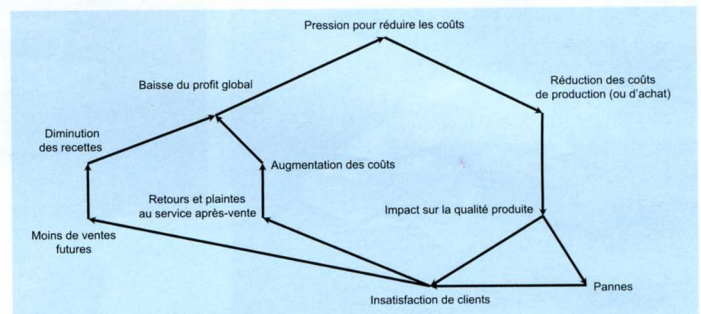 Pression pour réduire les coûts
Baisse du profit global
Réduction des coûts
de production (ou d'achat)
Diminution
des recettes
Augmentation des coûts
Retours et plaintes
au service après-vente
Impact sur la qualité produite
Moins de ventes
futures
Pannes
Insatisfaction de clients